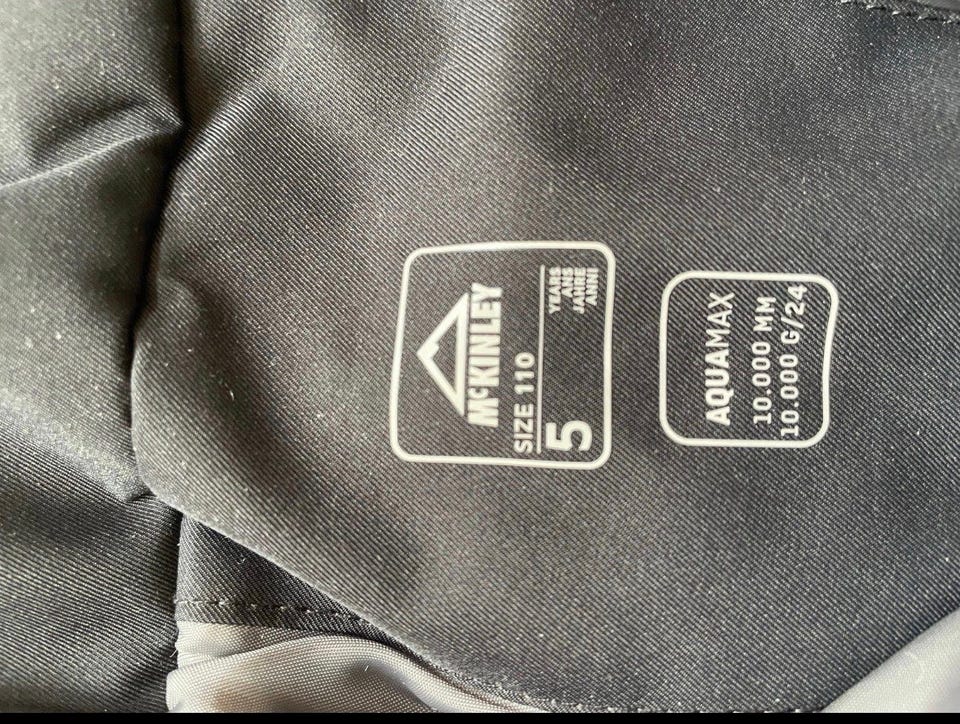 McKINLEY
SIZE 110
5
YEARS
ANS
JAHRE
ANNI
AQUAMAX
10.000 MM
10.000 G/24